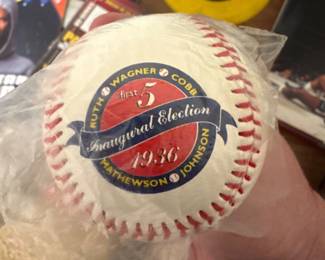 RUTH WAGNER COBB
first 5
Inaugural Election
1936
MATHEWSON JOHNSON